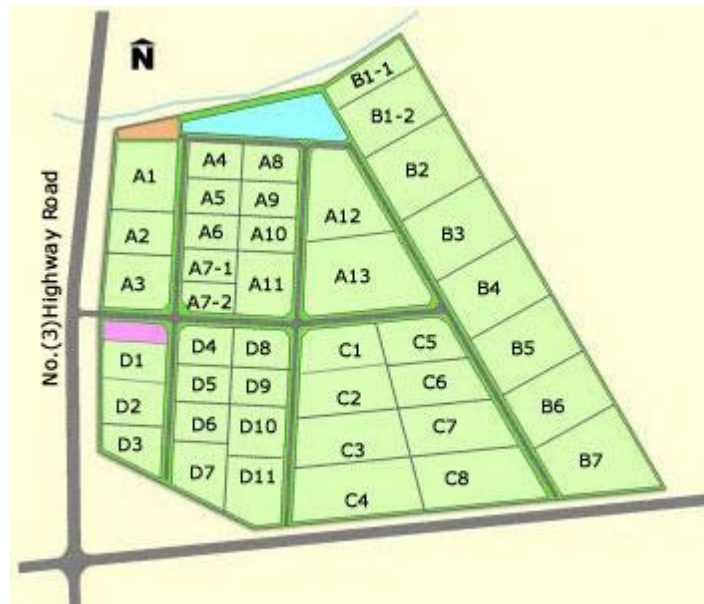 N
No.(3)Highway Road
A1
A2
A3
A4
A5
A6
A7-1
A7-2
A8
A9
A10
A11
A12
A13
B1-1
B1-2
B2
B3
B4
B5
B6
B7
C1
C2
C3
C4
C5
C6
C7
C8
D1
D2
D3
D4
D5
D6
D7
D8
D9
D10
D11